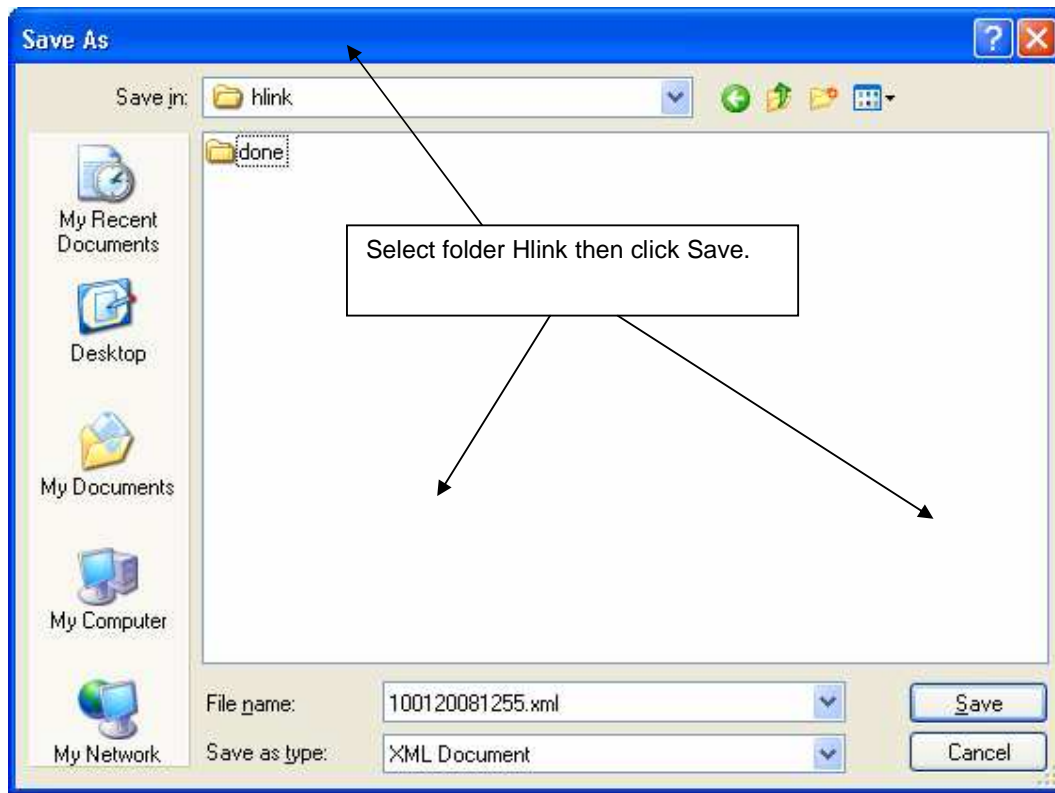 Save As
Save in:
hlink
done
My Recent
Documents
Select folder Hlink then click Save.
Desktop
My Documents
My Computer
My Network
File name:
100120081255.xml
Save
Save as type:
XML Document
Cancel